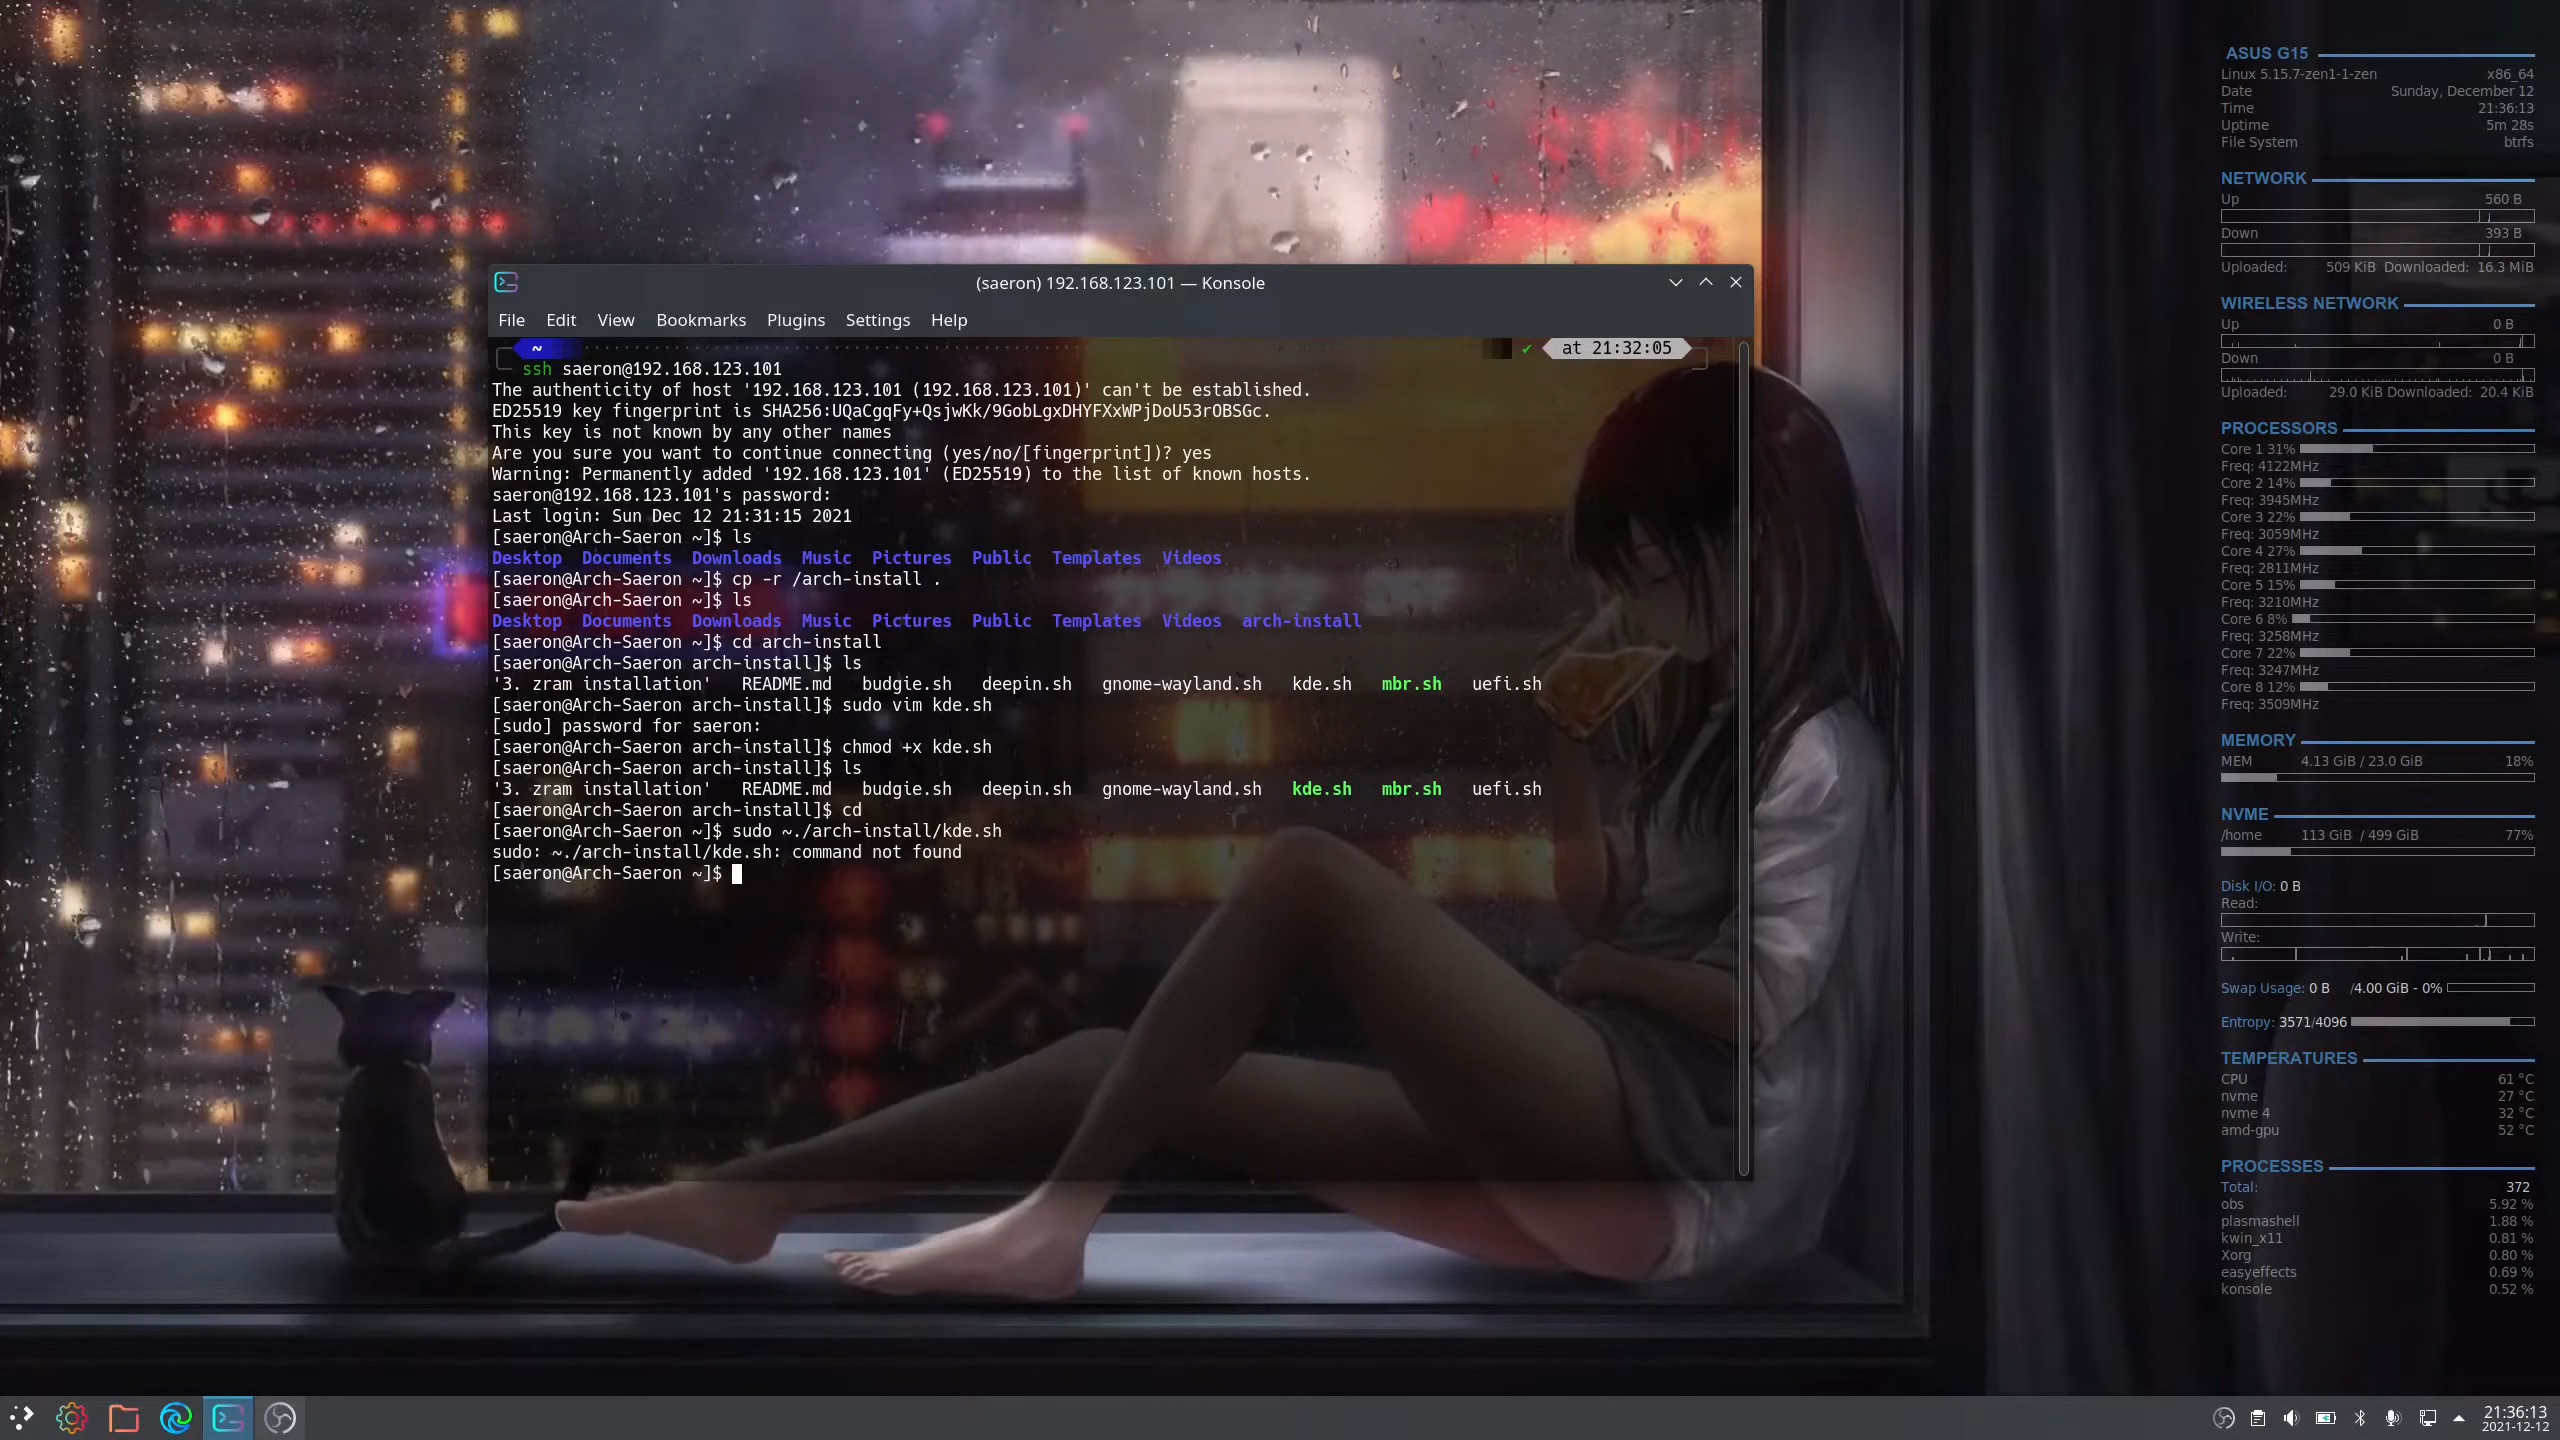 (saeron) 192.168.123.101 — Konsole
File Edit View Bookmarks Plugins Settings Help
~ ✔ at 21:32:05
ssh saeron@192.168.123.101
The authenticity of host '192.168.123.101 (192.168.123.101)' can't be established.
ED25519 key fingerprint is SHA256:UQaCgqFy+QsjwKk/9GobLgxDHYFXxWPjDoU53rOBSGc.
This key is not known by any other names
Are you sure you want to continue connecting (yes/no/[fingerprint])? yes
Warning: Permanently added '192.168.123.101' (ED25519) to the list of known hosts.
saeron@192.168.123.101's password:
Last login: Sun Dec 12 21:31:15 2021
[saeron@Arch-Saeron ~]$ ls
Desktop Documents Downloads Music Pictures Public Templates Videos
[saeron@Arch-Saeron ~]$ cp -r /arch-install .
[saeron@Arch-Saeron ~]$ ls
Desktop Documents Downloads Music Pictures Public Templates Videos arch-install
[saeron@Arch-Saeron ~]$ cd arch-install
[saeron@Arch-Saeron arch-install]$ ls
'3. zram installation' README.md budgie.sh deepin.sh gnome-wayland.sh kde.sh mbr.sh uefi.sh
[saeron@Arch-Saeron arch-install]$ sudo vim kde.sh
[sudo] password for saeron:
[saeron@Arch-Saeron arch-install]$ chmod +x kde.sh
[saeron@Arch-Saeron arch-install]$ ls
'3. zram installation' README.md budgie.sh deepin.sh gnome-wayland.sh kde.sh mbr.sh uefi.sh
[saeron@Arch-Saeron arch-install]$ cd
[saeron@Arch-Saeron ~]$ sudo ~./arch-install/kde.sh
sudo: ~./arch-install/kde.sh: command not found
[saeron@Arch-Saeron ~]$
ASUS G15
Linux 5.15.7-zen1-1-zen x86_64
Date Sunday, December 12
Time 21:36:13
Uptime 5m 28s
File System btrfs
NETWORK
Up 560 B
Down 393 B
Uploaded: 509 KiB Downloaded: 16.3 MiB
WIRELESS NETWORK
Up 0 B
Down 0 B
Uploaded: 29.0 KiB Downloaded: 20.4 KiB
PROCESSORS
Core 1 31%
Freq: 4122MHz
Core 2 14%
Freq: 3945MHz
Core 3 22%
Freq: 3059MHz
Core 4 27%
Freq: 2811MHz
Core 5 15%
Freq: 3210MHz
Core 6 8%
Freq: 3258MHz
Core 7 22%
Freq: 3247MHz
Core 8 12%
Freq: 3509MHz
MEMORY
MEM 4.13 GiB / 23.0 GiB 18%
NVME
/home 113 GiB / 499 GiB 77%
Disk I/O: 0 B
Read:
Write:
Swap Usage: 0 B /4.00 GiB - 0%
Entropy: 3571/4096
TEMPERATURES
CPU 61 °C
nvme 27 °C
nvme 4 32 °C
amd-gpu 52 °C
PROCESSES
Total: 372
obs 5.92 %
plasmashell 1.88 %
kwin_x11 0.81 %
Xorg 0.80 %
easyeffects 0.69 %
konsole 0.52 %
21:36:13
2021-12-12